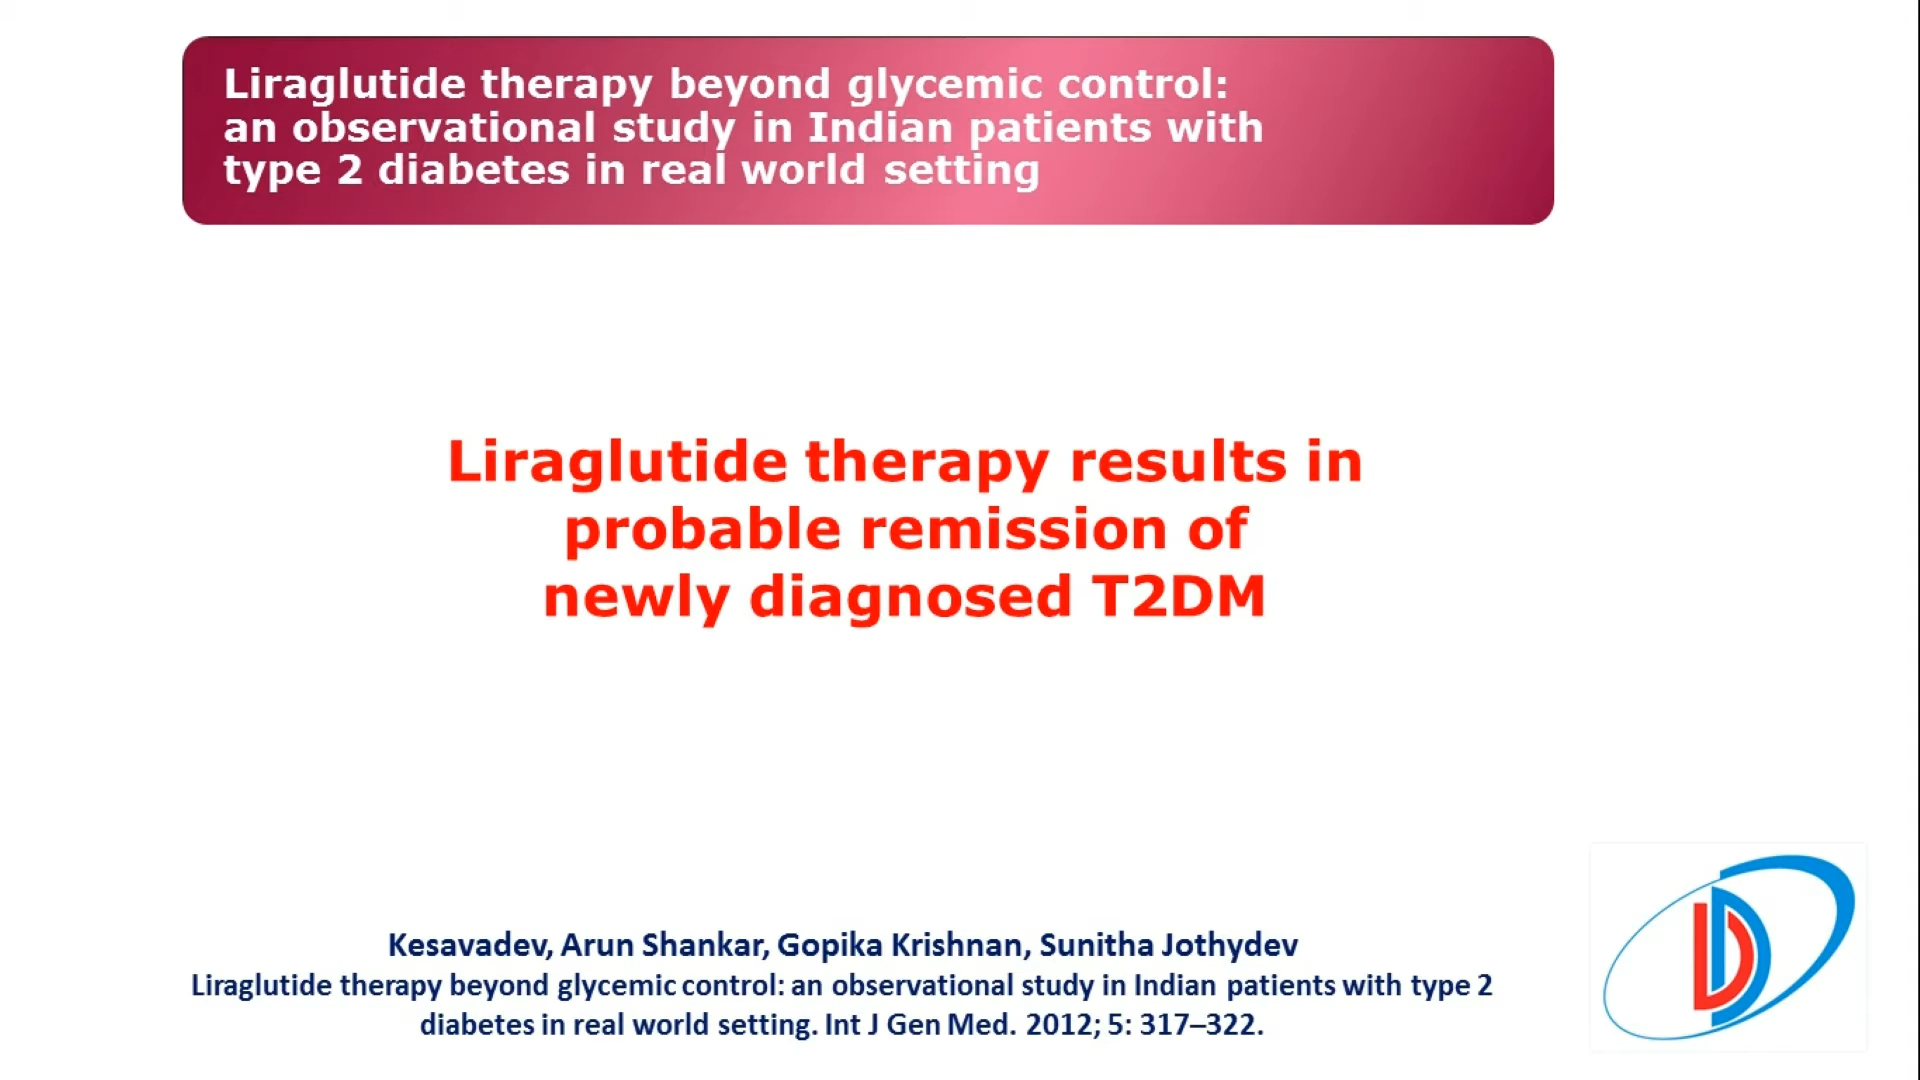 Liraglutide therapy beyond glycemic control:
an observational study in Indian patients with
type 2 diabetes in real world setting
Liraglutide therapy results in
probable remission of
newly diagnosed T2DM
Kesavadev, Arun Shankar, Gopika Krishnan, Sunitha Jothydev
Liraglutide therapy beyond glycemic control: an observational study in Indian patients with type 2
diabetes in real world setting. Int J Gen Med. 2012; 5: 317–322.